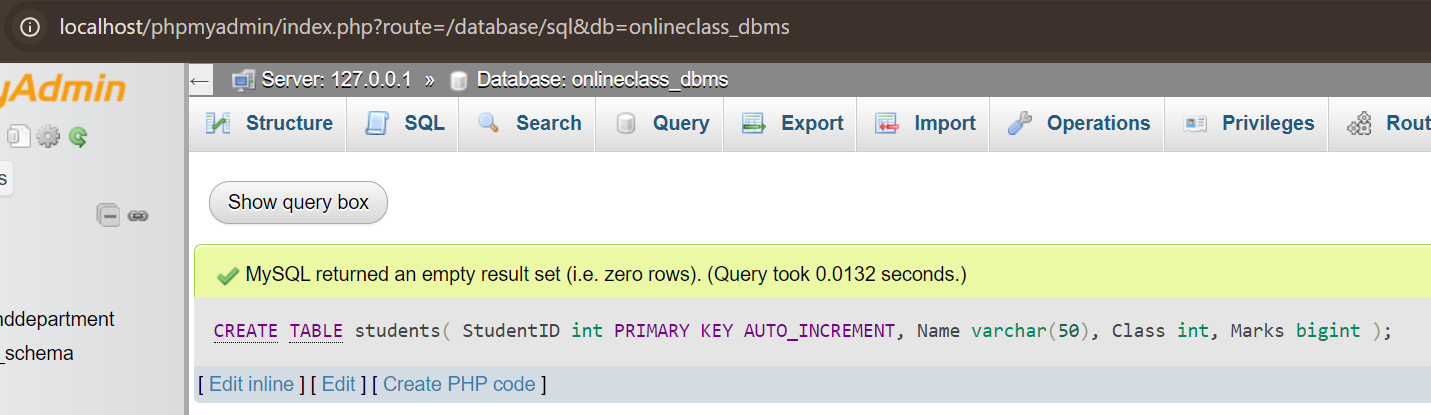 localhost/phpmyadmin/index.php?route=/database/sql&db=onlineclass_dbms
yAdmin
Server: 127.0.0.1 » Database: onlineclass_dbms
Structure SQL Search Query Export Import Operations Privileges Rout
s
Show query box
MySQL returned an empty result set (i.e. zero rows). (Query took 0.0132 seconds.)
nddepartment
CREATE TABLE students( StudentID int PRIMARY KEY AUTO_INCREMENT, Name varchar(50), Class int, Marks bigint );
_schema
[ Edit inline ] [ Edit ] [ Create PHP code ]